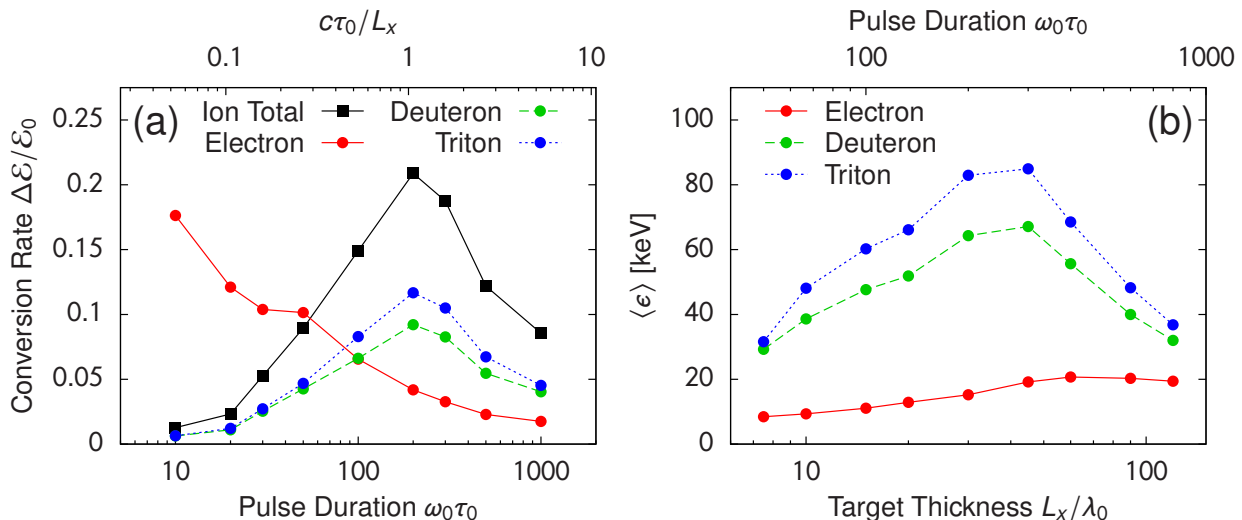 cτ₀/Lₓ
0.1 1 10
(a)
Ion Total
Electron
Deuteron
Triton
0.25
0.2
0.15
0.1
0.05
0
Conversion Rate Δℰ/ℰ₀
10 100 1000
Pulse Duration ω₀τ₀
Pulse Duration ω₀τ₀
100 1000
(b)
Electron
Deuteron
Triton
100
80
60
40
20
0
⟨ϵ⟩ [keV]
10 100
Target Thickness Lₓ/λ₀